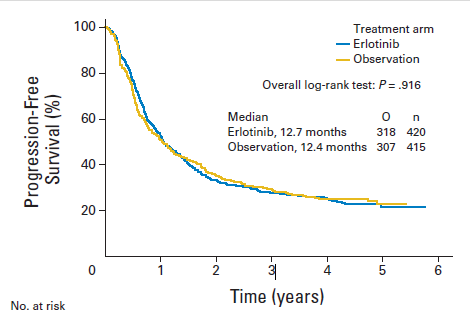 Treatment arm
Erlotinib
Observation
Overall log-rank test: P = .916
Median O n
Erlotinib, 12.7 months 318 420
Observation, 12.4 months 307 415
Progression-Free
Survival (%)
100
80
60
40
20
0 1 2 3 4 5 6
Time (years)
No. at risk